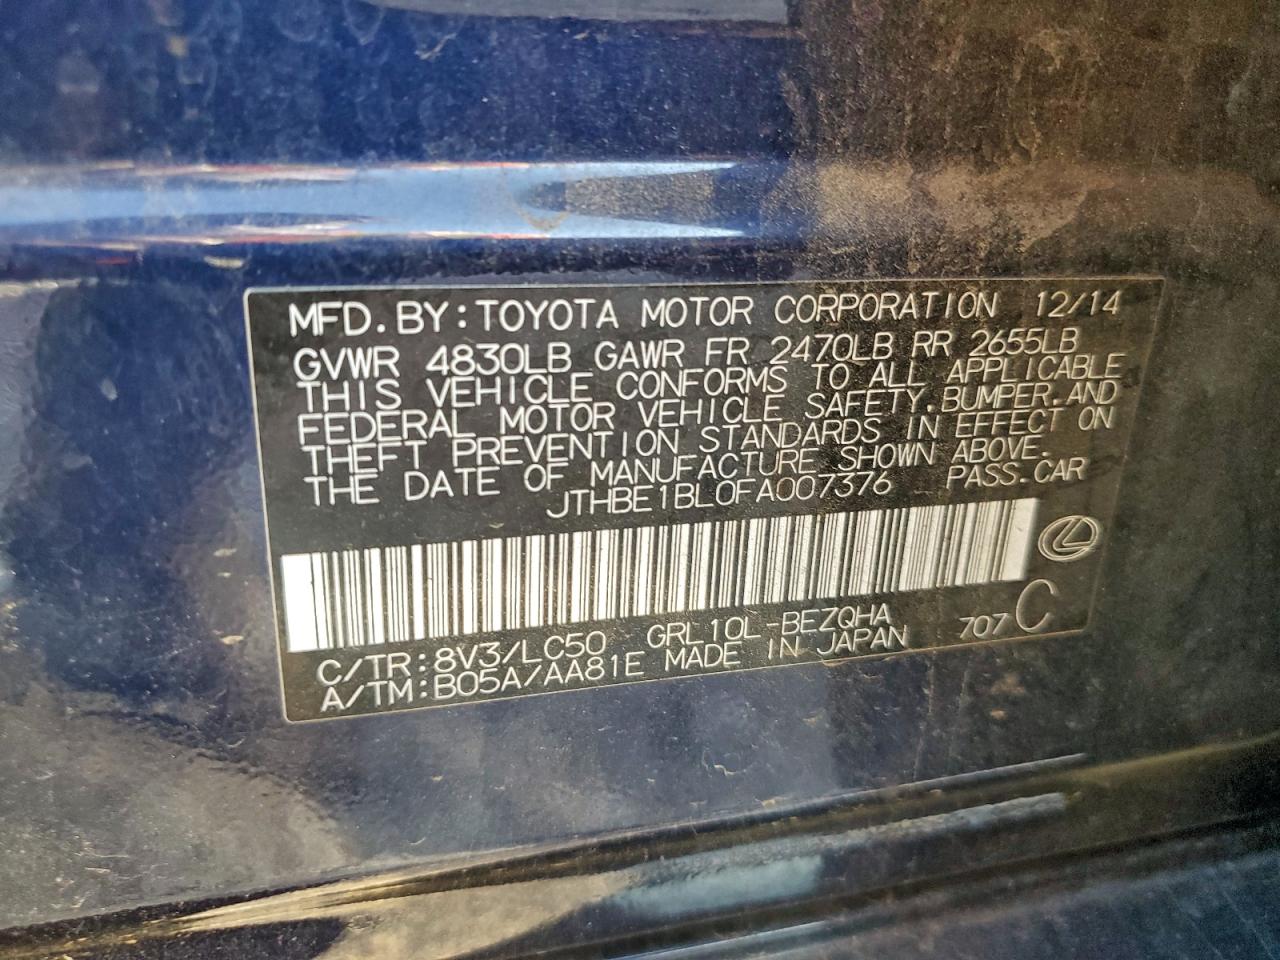 MFD. BY: TOYOTA MOTOR CORPORATION 12/14
GVWR 4830LB GAWR FR 2470LB RR 2655LB
THIS VEHICLE CONFORMS TO ALL APPLICABLE
FEDERAL MOTOR VEHICLE SAFETY, BUMPER, AND
THEFT PREVENTION STANDARDS IN EFFECT ON
THE DATE OF MANUFACTURE SHOWN ABOVE.
JTHBE1BL0FA007376 PASS. CAR
C/TR: 8V3/LC50 GRL10L-BEZQHA 707 C
A/TM: B05A/AA81E MADE IN JAPAN